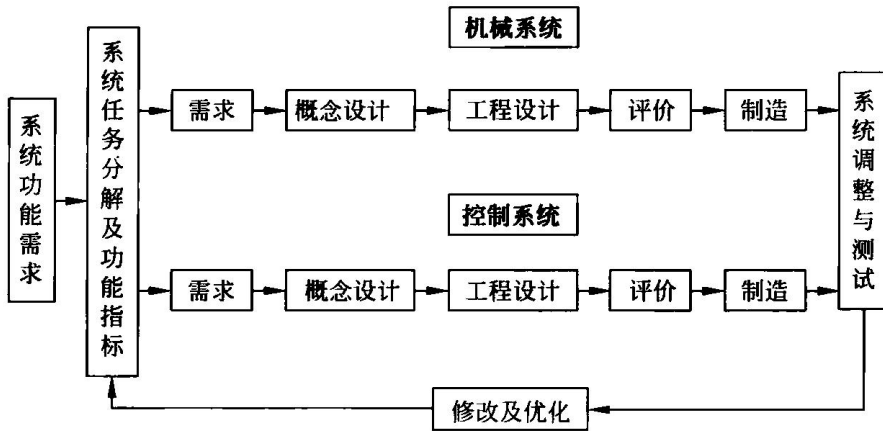 机械系统
系统功能需求
系统任务分解及功能指标
需求
概念设计
工程设计
评价
制造
系统调整与测试
控制系统
需求
概念设计
工程设计
评价
制造
修改及优化